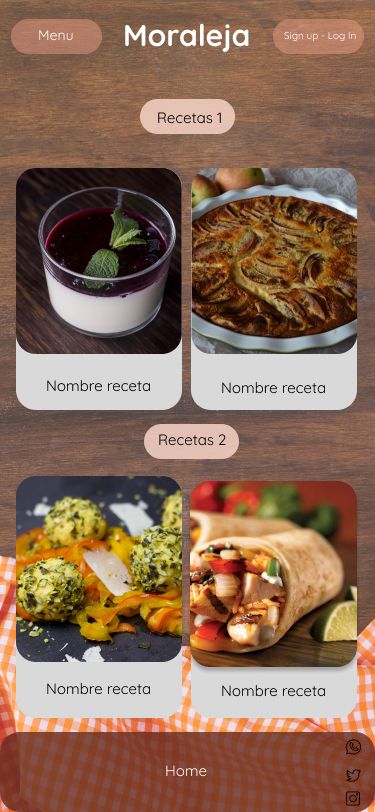 Menu
Moraleja
Sign up - Log In
Recetas 1
Nombre receta
Nombre receta
Recetas 2
Nombre receta
Nombre receta
Home